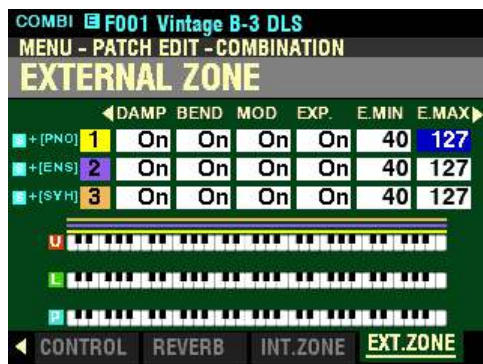 COMBI E F001 Vintage B-3 DLS
MENU - PATCH EDIT - COMBINATION
EXTERNAL ZONE
DAMP BEND MOD EXP. E.MIN E.MAX
S +[PNO] 1 On On On On 40 127
S +[ENS] 2 On On On On 40 127
S +[SYH] 3 On On On On 40 127
U
L
P
CONTROL REVERB INT.ZONE EXT.ZONE